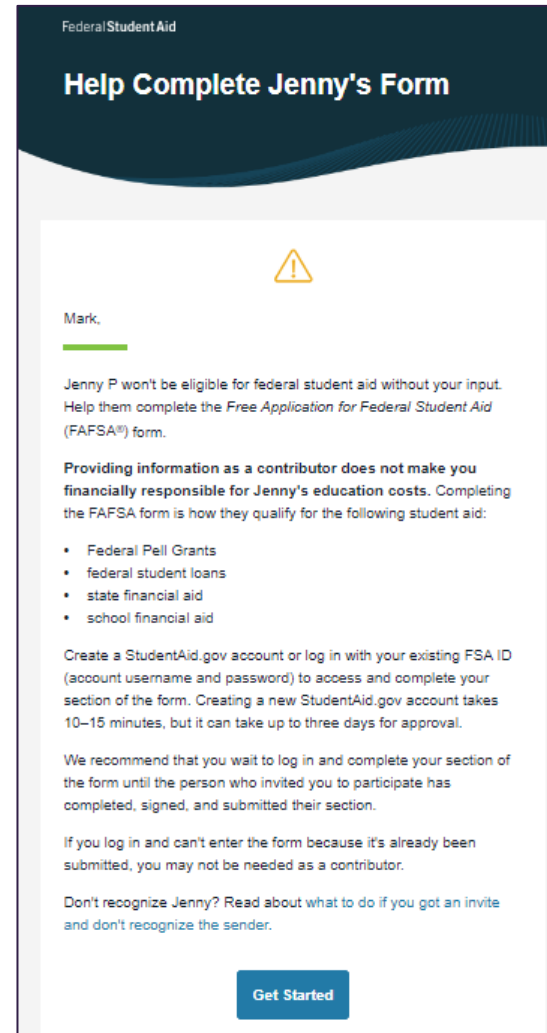 Federal Student Aid
Help Complete Jenny's Form
Mark,
Jenny P won't be eligible for federal student aid without your input.
Help them complete the Free Application for Federal Student Aid
(FAFSA®) form.
Providing information as a contributor does not make you
financially responsible for Jenny's education costs. Completing
the FAFSA form is how they qualify for the following student aid:
• Federal Pell Grants
• federal student loans
• state financial aid
• school financial aid
Create a StudentAid.gov account or log in with your existing FSA ID
(account username and password) to access and complete your
section of the form. Creating a new StudentAid.gov account takes
10–15 minutes, but it can take up to three days for approval.
We recommend that you wait to log in and complete your section of
the form until the person who invited you to participate has
completed, signed, and submitted their section.
If you log in and can't enter the form because it's already been
submitted, you may not be needed as a contributor.
Don't recognize Jenny? Read about what to do if you got an invite
and don't recognize the sender.
Get Started